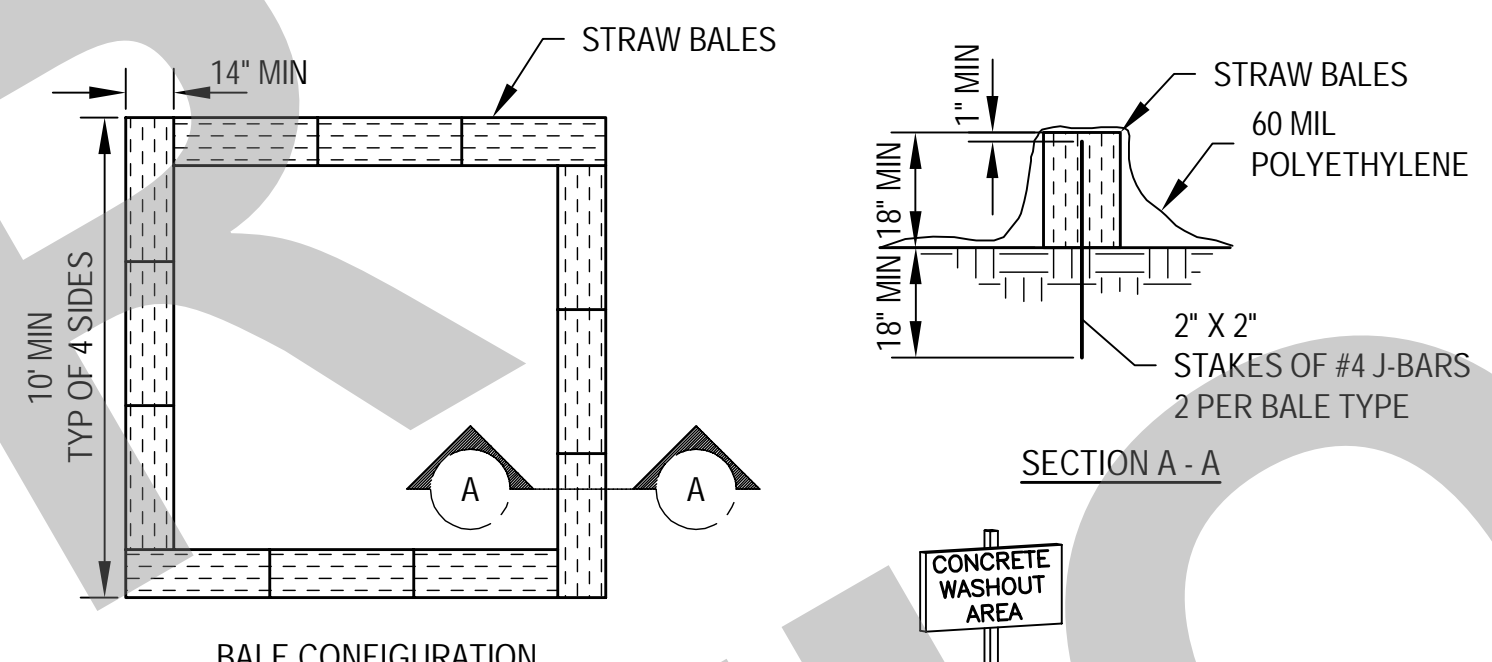 STRAW BALES
14" MIN
10' MIN
TYP OF 4 SIDES
A
A
BALE CONFIGURATION
1" MIN
18" MIN
18" MIN
STRAW BALES
60 MIL
POLYETHYLENE
2" X 2"
STAKES OF #4 J-BARS
2 PER BALE TYPE
SECTION A - A
CONCRETE
WASHOUT
AREA